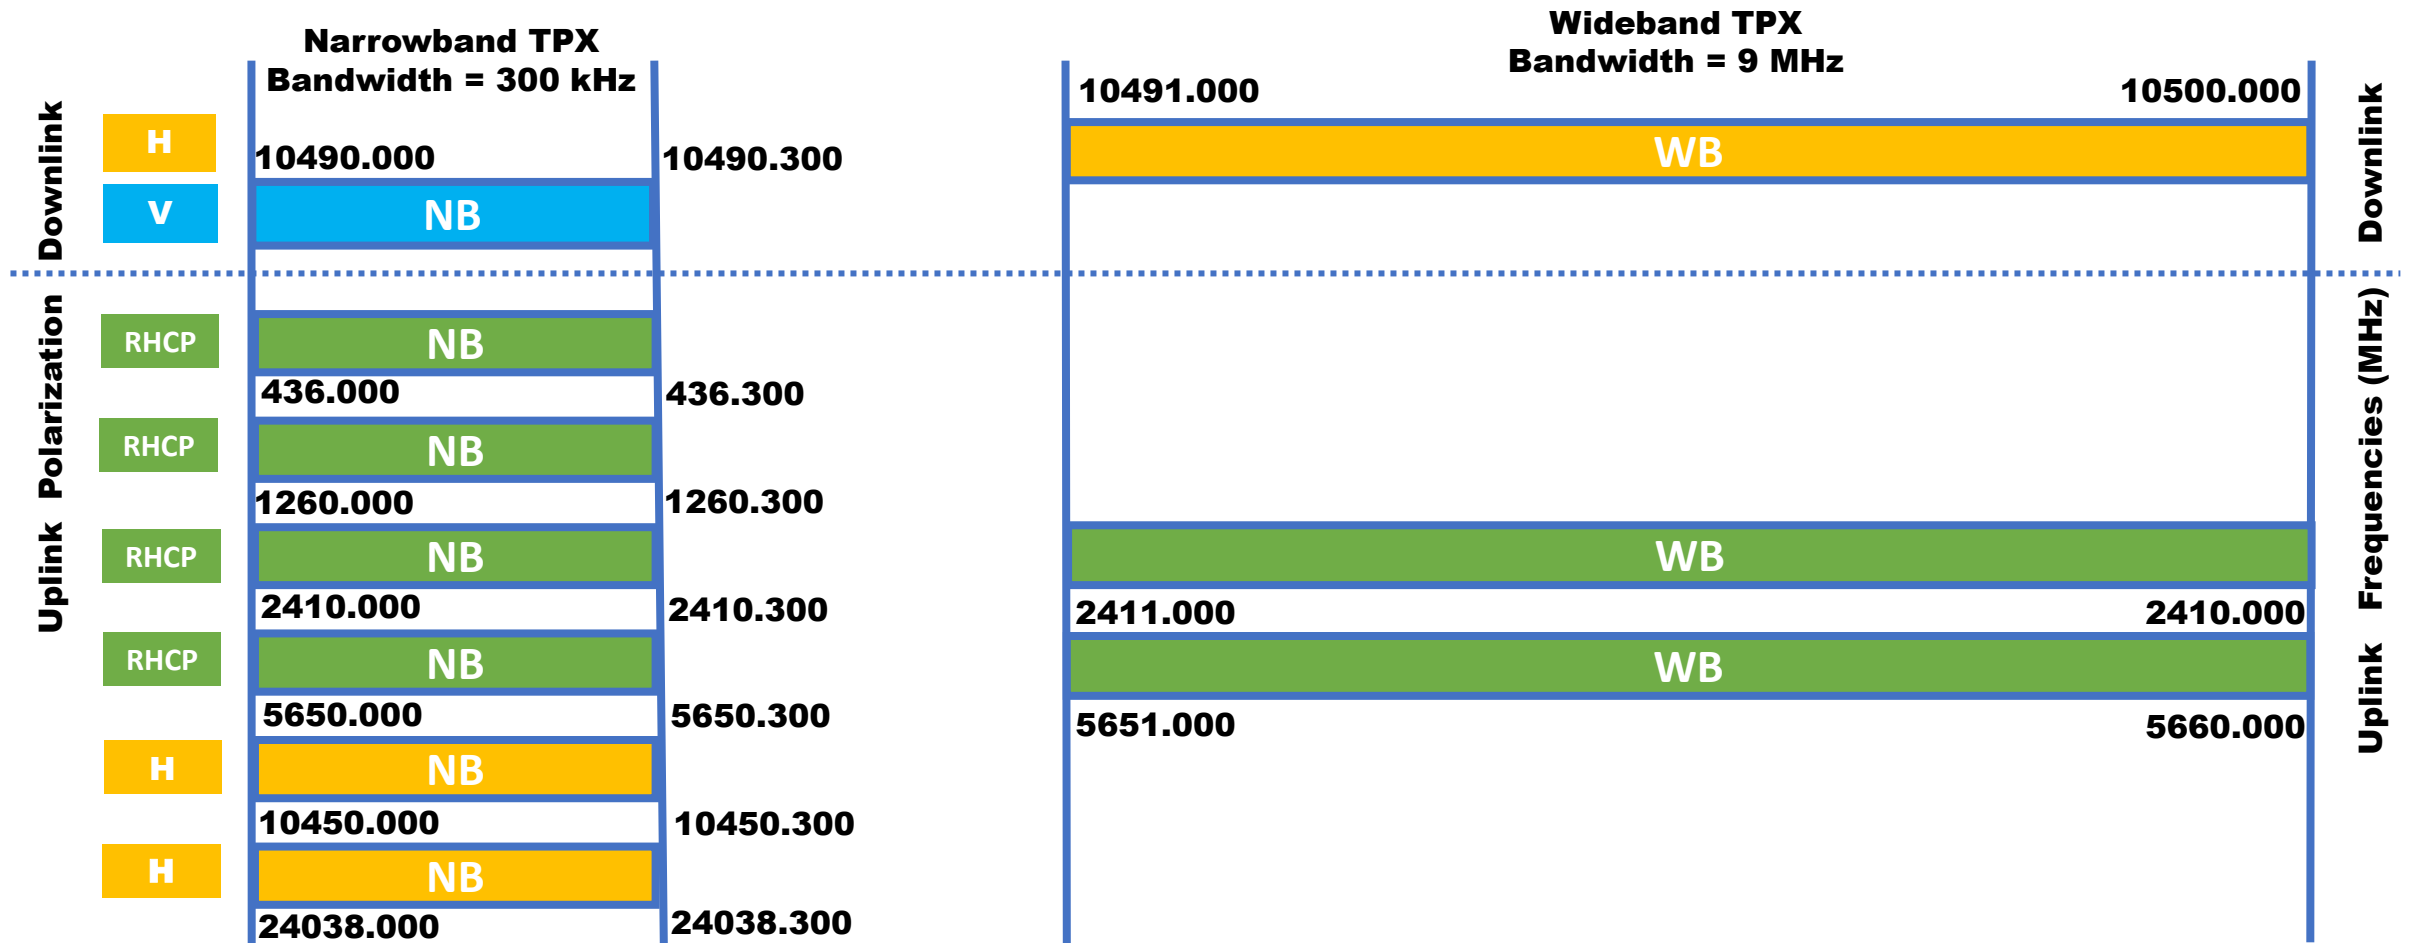 Narrowband TPX
Bandwidth = 300 kHz
Wideband TPX
Bandwidth = 9 MHz
Downlink
H
10490.000
10490.300
10491.000
10500.000
WB
Downlink
V
NB
Uplink Polarization
RHCP
NB
436.000
436.300
RHCP
NB
1260.000
1260.300
RHCP
NB
WB
2410.000
2410.300
2411.000
2410.000
RHCP
NB
WB
5650.000
5650.300
5651.000
5660.000
H
NB
10450.000
10450.300
H
NB
24038.000
24038.300
Uplink Frequencies (MHz)